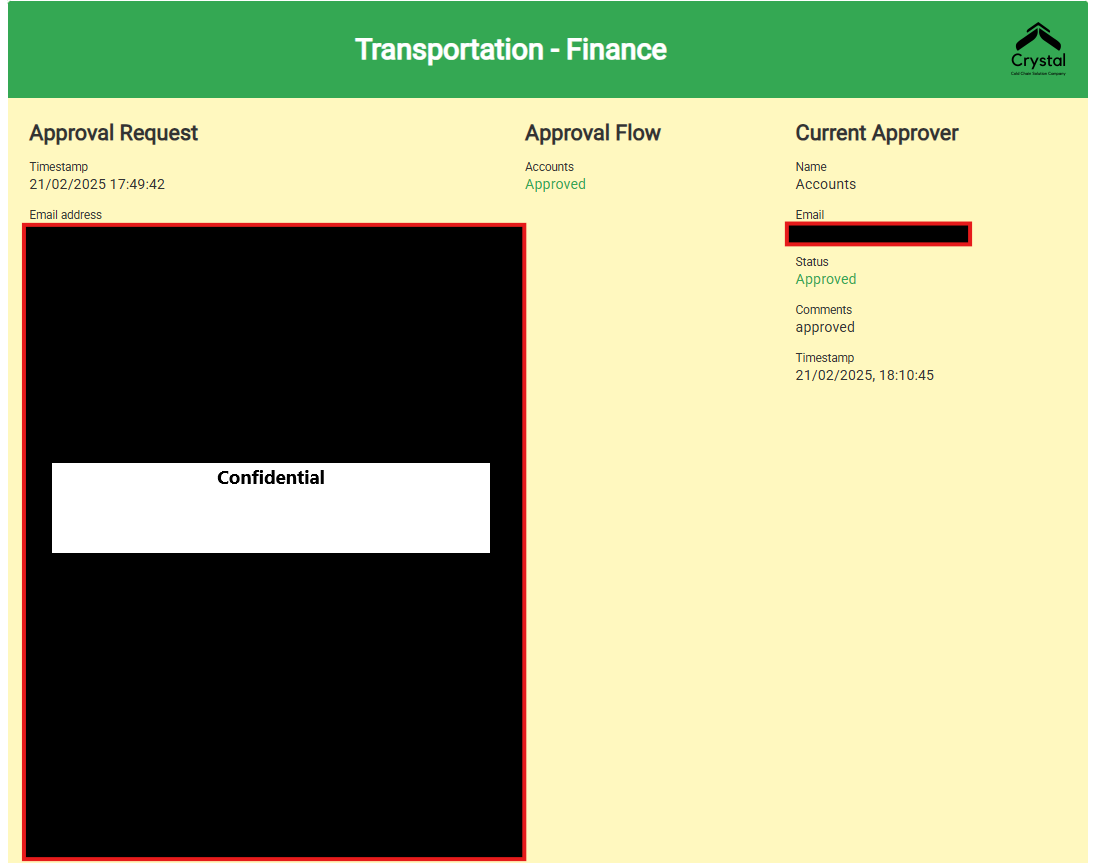 Transportation - Finance
Crystal
Cold Chain Solution Company
Approval Request
Timestamp
21/02/2025 17:49:42
Email address
Confidential
Approval Flow
Accounts
Approved
Current Approver
Name
Accounts
Email
Status
Approved
Comments
approved
Timestamp
21/02/2025, 18:10:45